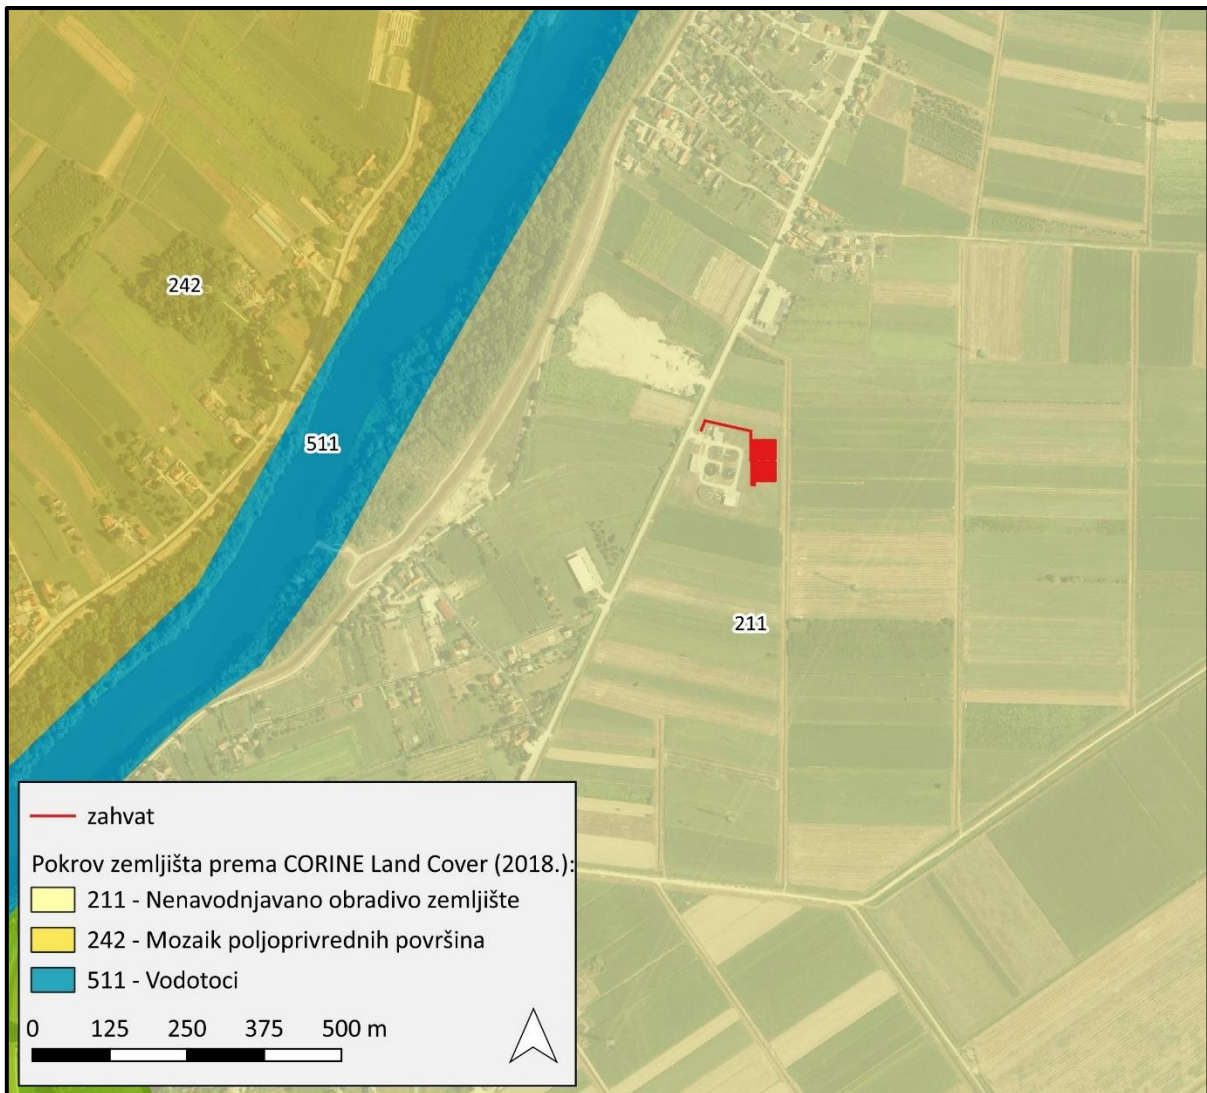 242
511
211
zahvat
Pokrov zemljišta prema CORINE Land Cover (2018.):
211 - Nenavodnjavano obradivo zemljište
242 - Mozaik poljoprivrednih površina
511 - Vodotoci
0 125 250 375 500 m